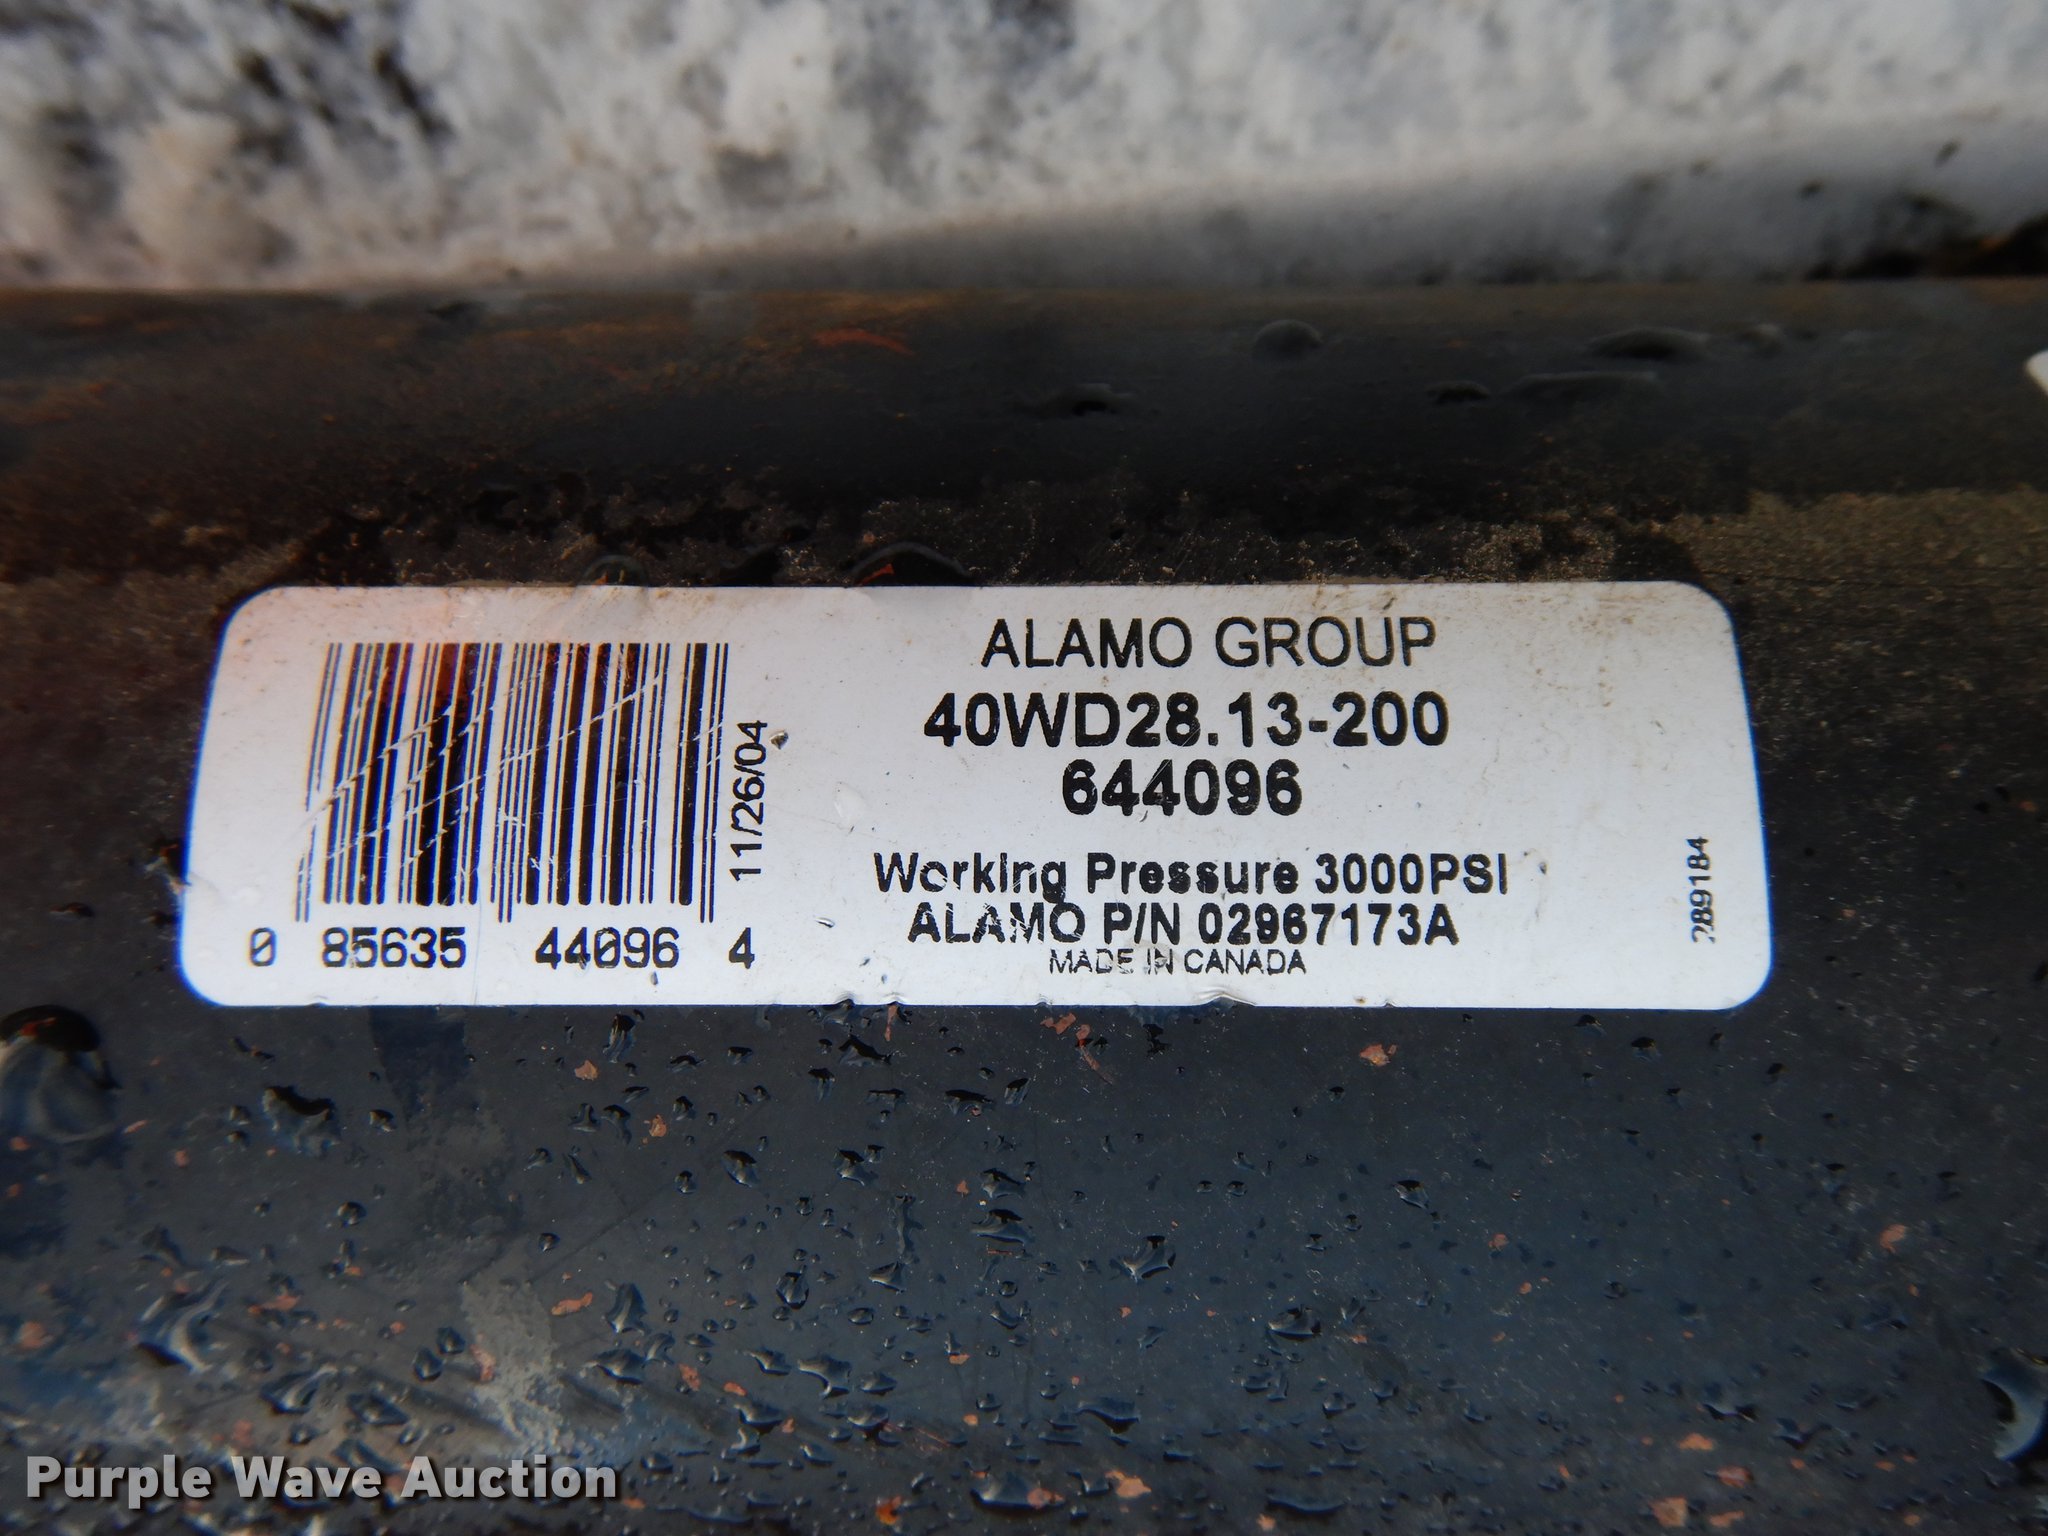 ALAMO GROUP
40WD28.13-200
644096
Working Pressure 3000PSI
ALAMO P/N 02967173A
MADE IN CANADA
11/26/04
0 85635 44096 4
289184
Purple Wave Auction